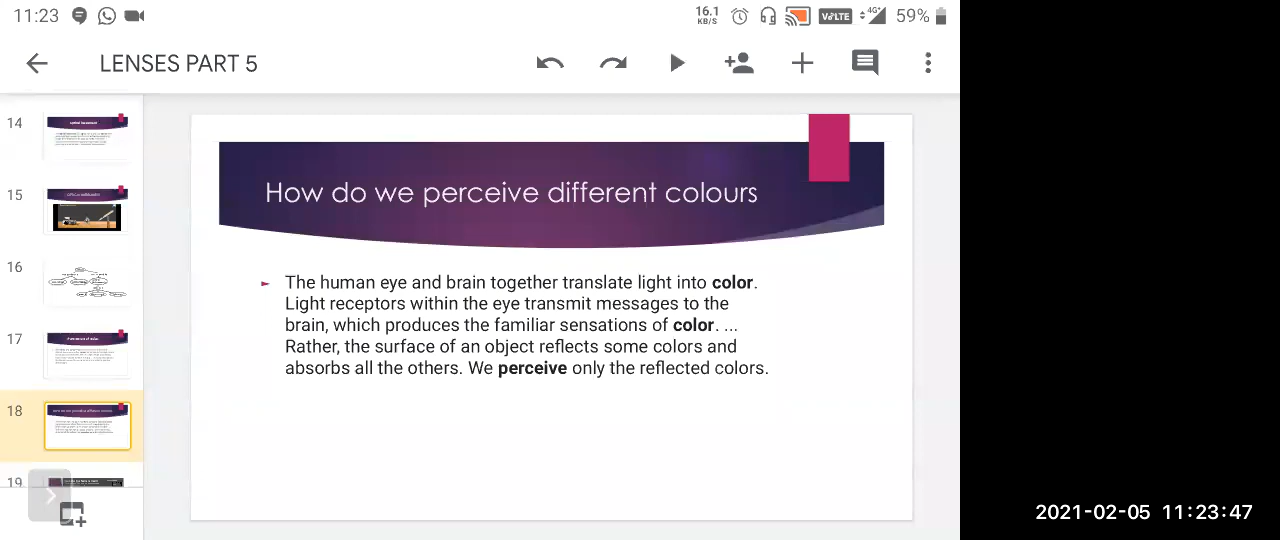 11:23
16.1
KB/S
VoLTE
4G+
59%
LENSES PART 5
14
15
16
17
18
19
How do we perceive different colours
The human eye and brain together translate light into color.
Light receptors within the eye transmit messages to the
brain, which produces the familiar sensations of color. ...
Rather, the surface of an object reflects some colors and
absorbs all the others. We perceive only the reflected colors.
2021-02-05 11:23:47